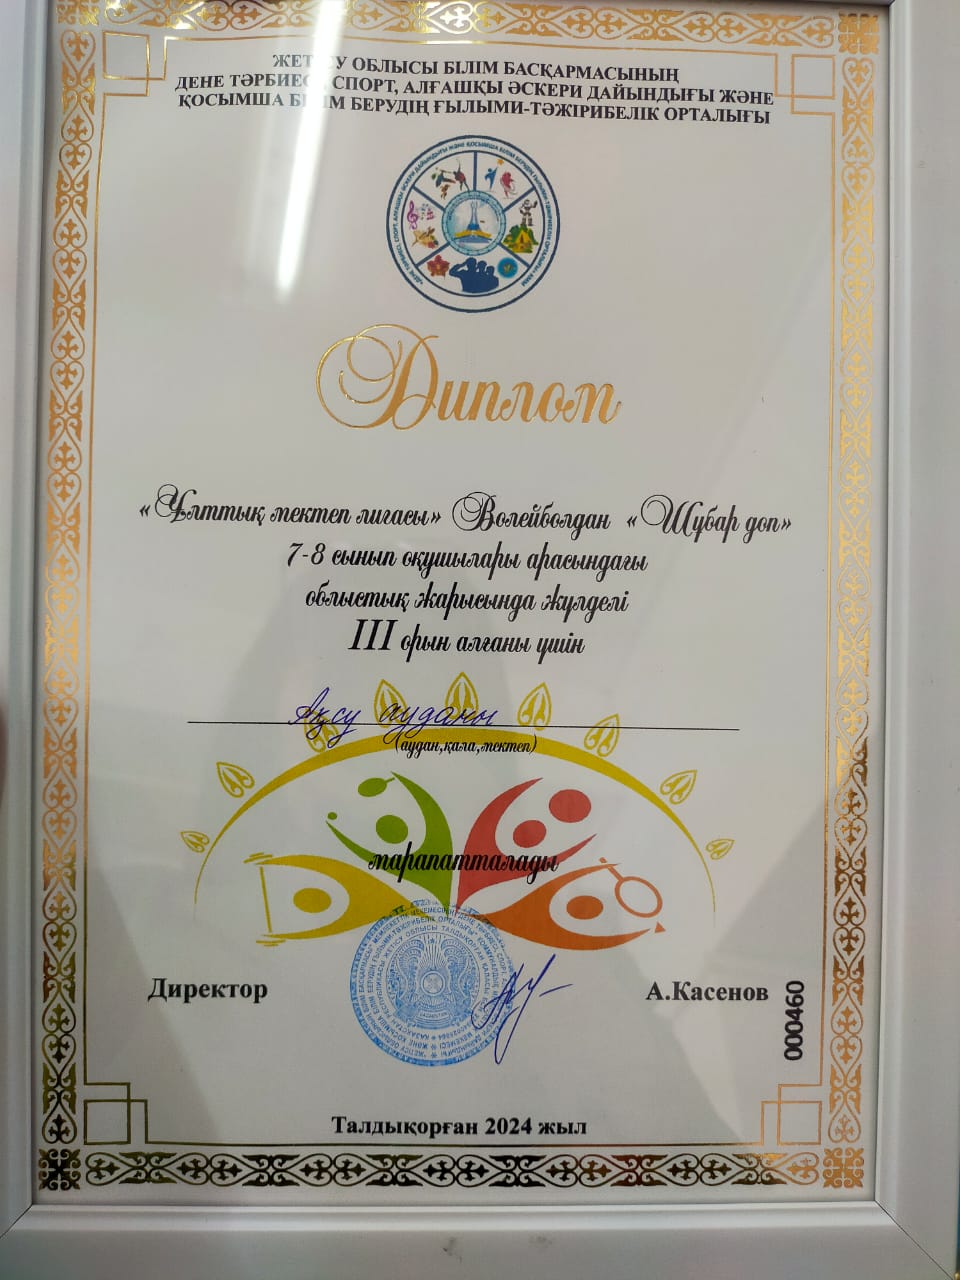 ЖЕТІСУ ОБЛЫСЫ БІЛІМ БАСҚАРМАСЫНЫҢ
ДЕНЕ ТӘРБИЕСІ, СПОРТ, АЛҒАШҚЫ ӘСКЕРИ ДАЙЫНДЫҒЫ ЖӘНЕ
ҚОСЫМША БІЛІМ БЕРУДІҢ ҒЫЛЫМИ-ТӘЖІРИБЕЛІК ОРТАЛЫҒЫ
Диплом
«Ұлттық мектеп лигасы» Волейболдан «Шұбар доп»
7-8 сынып оқушылары арасындағы
облыстық жарысында жүлделі
III орын алғаны үшін
Ақсу ауданы
(аудан,қала,мектеп)
марапатталады
Директор
А.Касенов
000460
Талдықорған 2024 жыл